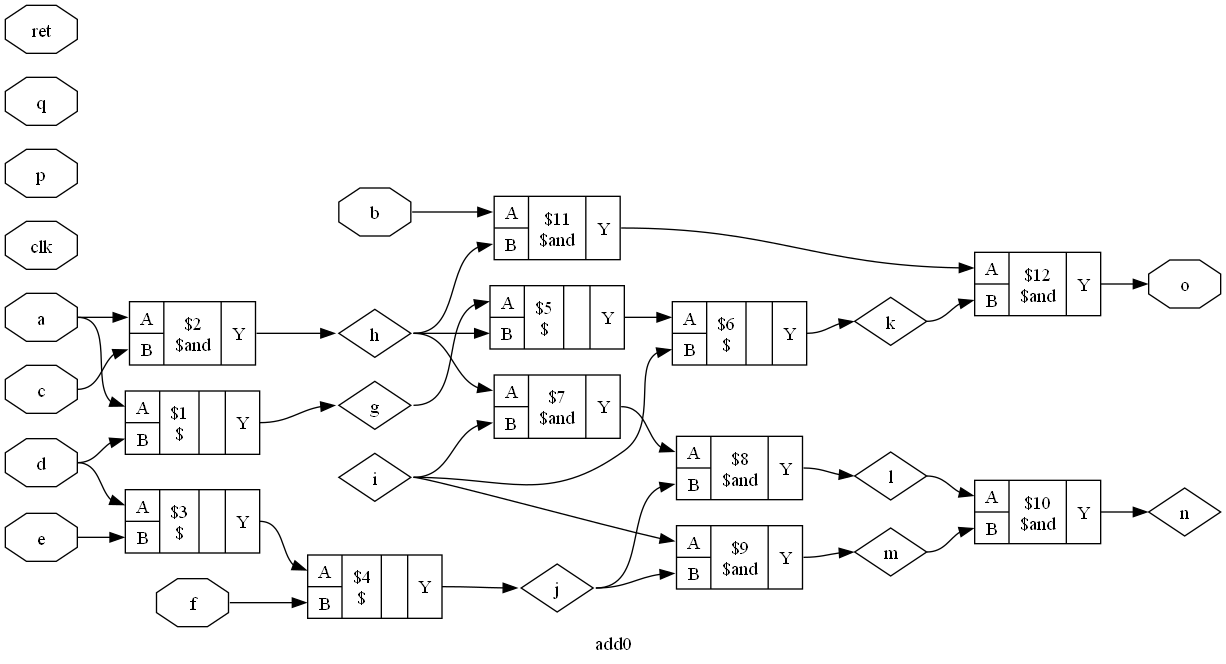 ret
q
p
clk
a
c
d
e
f
b
A
B
$2
$and
Y
A
B
$1
$
Y
A
B
$3
$
Y
A
B
$4
$
Y
h
g
i
j
A
B
$11
$and
Y
A
B
$5
$
Y
A
B
$7
$and
Y
A
B
$6
$
Y
A
B
$8
$and
Y
A
B
$9
$and
Y
k
l
m
A
B
$12
$and
Y
A
B
$10
$and
Y
o
n
add0